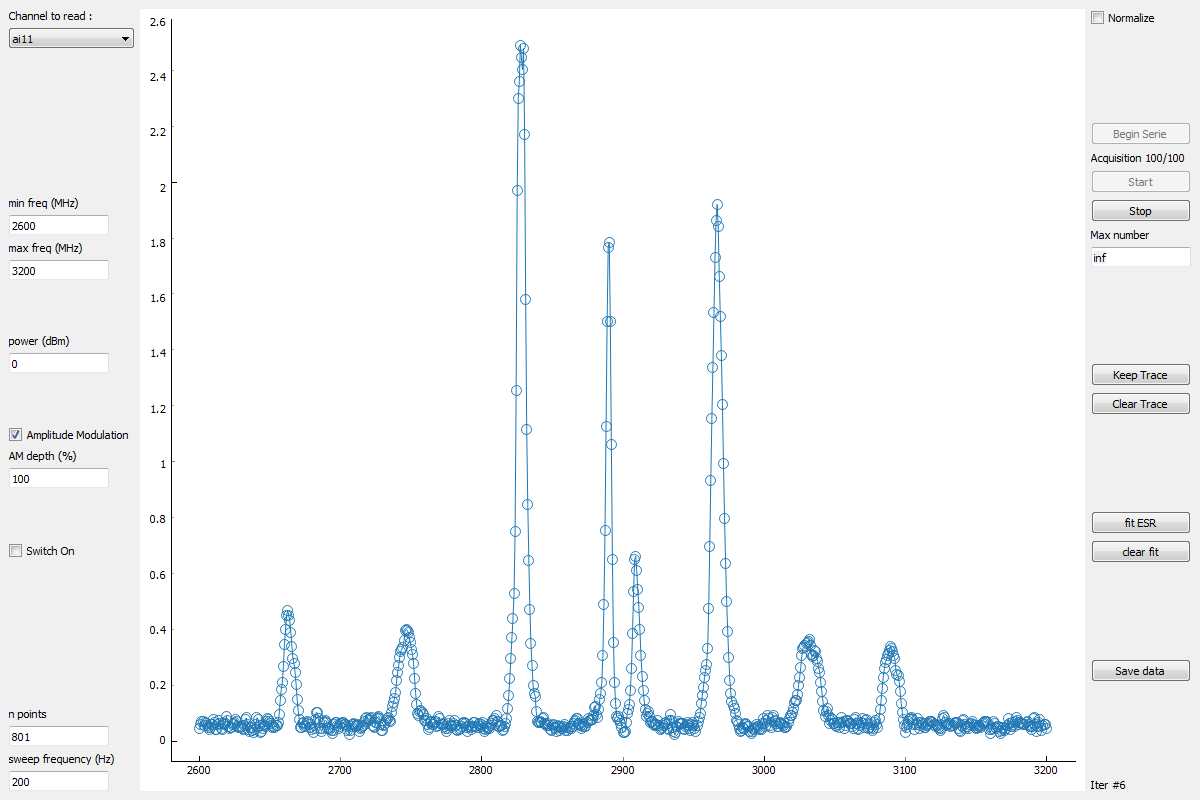 Channel to read :
ai11
min freq (MHz)
2600
max freq (MHz)
3200
power (dBm)
0
Amplitude Modulation
AM depth (%)
100
Switch On
n points
801
sweep frequency (Hz)
200
2.6
2.4
2.2
2
1.8
1.6
1.4
1.2
1
0.8
0.6
0.4
0.2
0
2600 2700 2800 2900 3000 3100 3200
Normalize
Begin Serie
Acquisition 100/100
Start
Stop
Max number
inf
Keep Trace
Clear Trace
fit ESR
clear fit
Save data
Iter #6